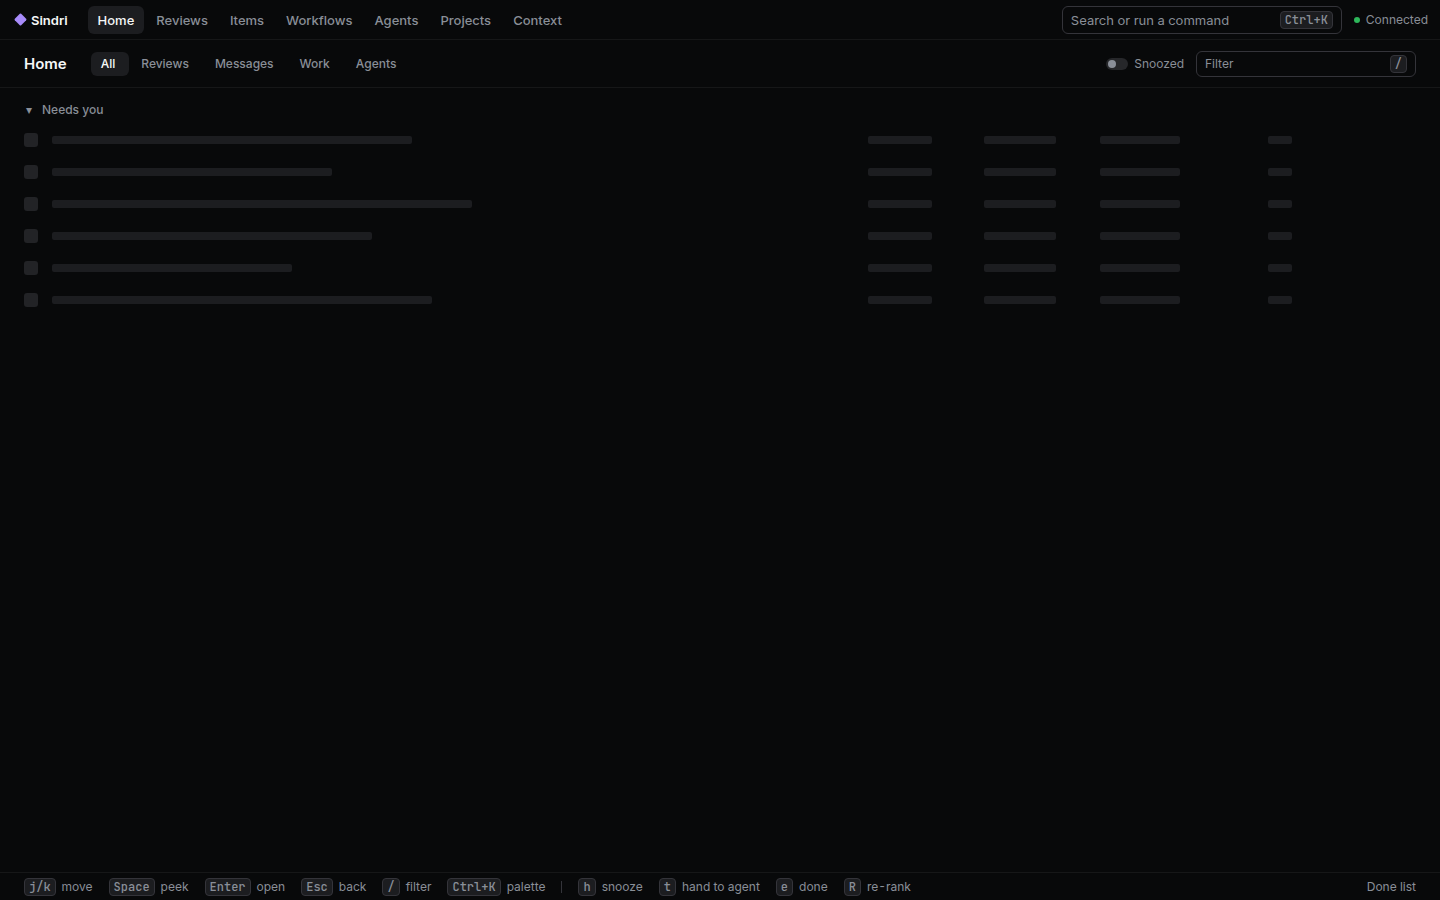 Sindri Home Reviews Items Workflows Agents Projects Context Search or run a command Ctrl+K Connected
Home All Reviews Messages Work Agents Snoozed Filter /
▼ Needs you
j/k move Space peek Enter open Esc back / filter Ctrl+K palette h snooze t hand to agent e done R re-rank Done list